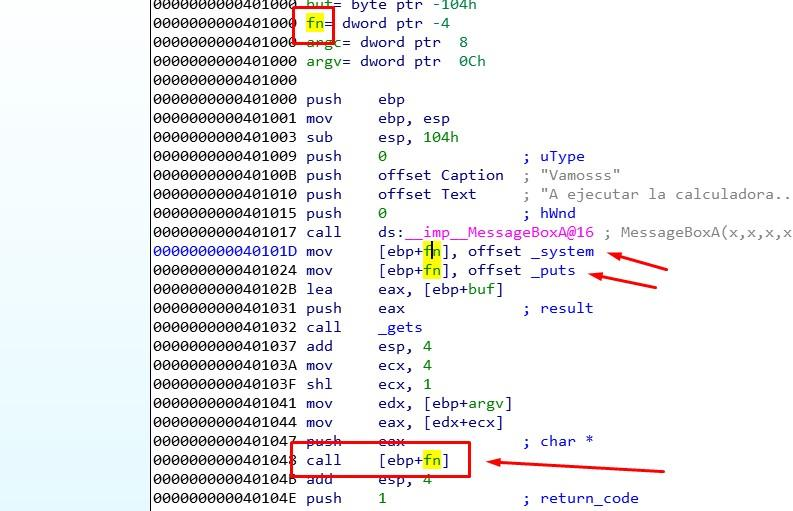 0000000000401000 buf= byte ptr -104h
0000000000401000 fn= dword ptr -4
0000000000401000 argc= dword ptr  8
0000000000401000 argv= dword ptr  0Ch
0000000000401000
0000000000401000 push    ebp
0000000000401001 mov     ebp, esp
0000000000401003 sub     esp, 104h
0000000000401009 push    0               ; uType
000000000040100B push    offset Caption  ; "Vamosss"
0000000000401010 push    offset Text     ; "A ejecutar la calculadora..
0000000000401015 push    0               ; hWnd
0000000000401017 call    ds:__imp__MessageBoxA@16 ; MessageBoxA(x,x,x,x
000000000040101D mov     [ebp+fn], offset _system
0000000000401024 mov     [ebp+fn], offset _puts
000000000040102B lea     eax, [ebp+buf]
0000000000401031 push    eax             ; result
0000000000401032 call    _gets
0000000000401037 add     esp, 4
000000000040103A mov     ecx, 4
000000000040103F shl     ecx, 1
0000000000401041 mov     edx, [ebp+argv]
0000000000401044 mov     eax, [edx+ecx]
0000000000401047 push    eax             ; char *
0000000000401048 call    [ebp+fn]
000000000040104B add     esp, 4
000000000040104E push    1               ; return_code